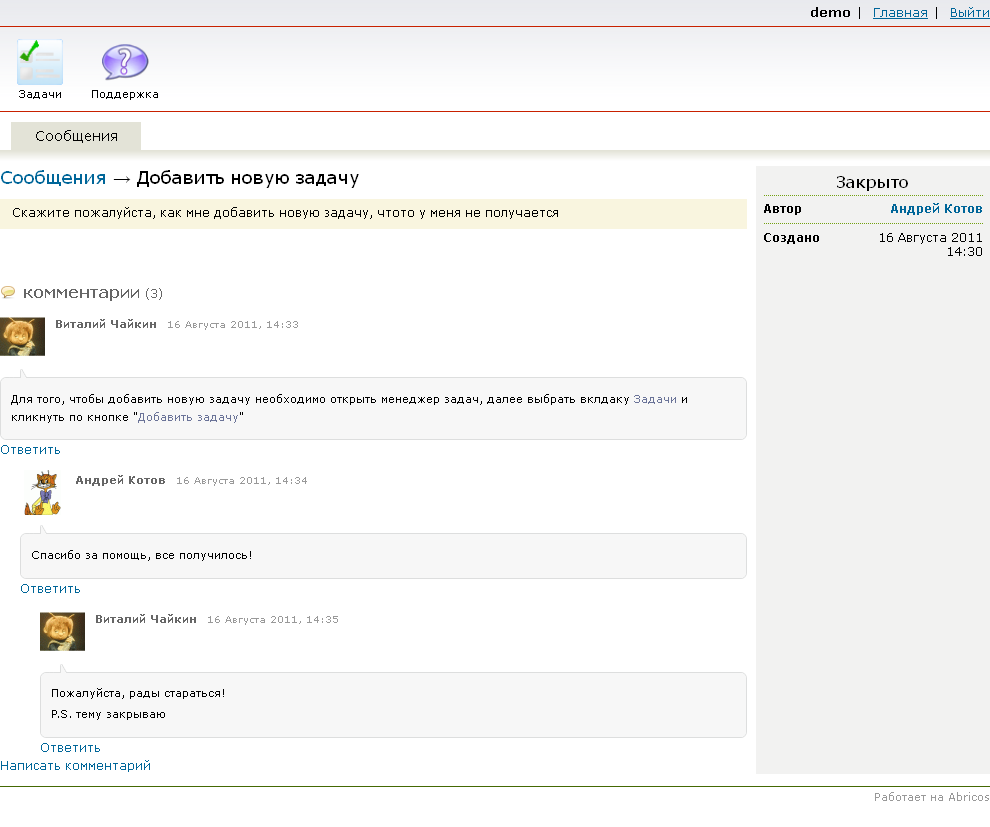 demo | Главная | Выйти
Задачи
Поддержка
Сообщения
Сообщения → Добавить новую задачу
Скажите пожалуйста, как мне добавить новую задачу, чтото у меня не получается
Закрыто
Автор Андрей Котов
Создано 16 Августа 2011
14:30
комментарии (3)
Виталий Чайкин 16 Августа 2011, 14:33
Для того, чтобы добавить новую задачу необходимо открыть менеджер задач, далее выбрать вклдаку Задачи и
кликнуть по кнопке "Добавить задачу"
Ответить
Андрей Котов 16 Августа 2011, 14:34
Спасибо за помощь, все получилось!
Ответить
Виталий Чайкин 16 Августа 2011, 14:35
Пожалуйста, рады стараться!
P.S. тему закрываю
Ответить
Написать комментарий
Работает на Abricos